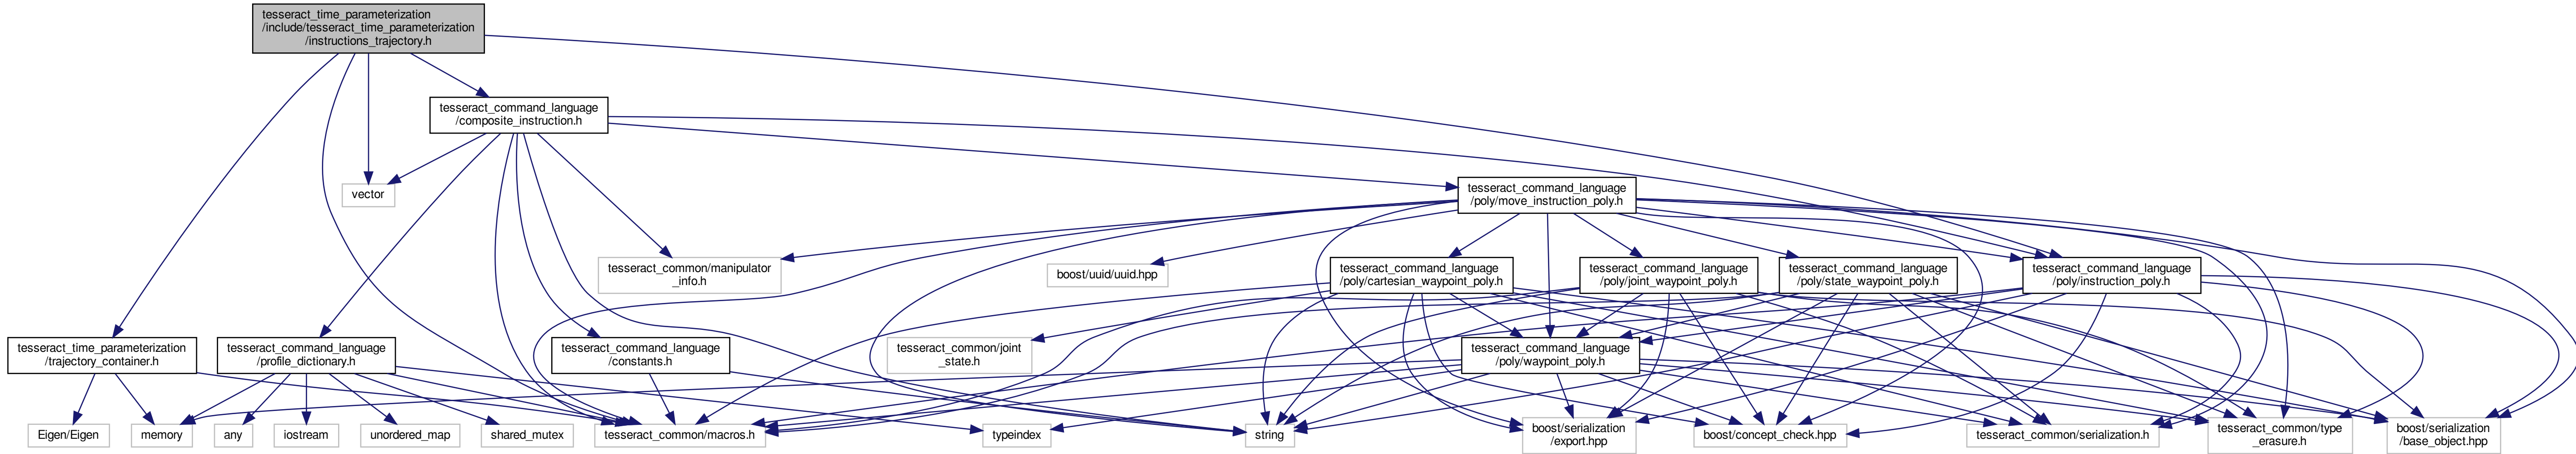 tesseract_time_parameterization
/include/tesseract_time_parameterization
/instructions_trajectory.h
tesseract_command_language
/composite_instruction.h
vector
tesseract_command_language
/poly/move_instruction_poly.h
tesseract_common/manipulator
_info.h
boost/uuid/uuid.hpp
tesseract_command_language
/poly/cartesian_waypoint_poly.h
tesseract_command_language
/poly/joint_waypoint_poly.h
tesseract_command_language
/poly/state_waypoint_poly.h
tesseract_command_language
/poly/instruction_poly.h
tesseract_time_parameterization
/trajectory_container.h
tesseract_command_language
/profile_dictionary.h
tesseract_command_language
/constants.h
tesseract_common/joint
_state.h
tesseract_command_language
/poly/waypoint_poly.h
Eigen/Eigen
memory
any
iostream
unordered_map
shared_mutex
tesseract_common/macros.h
typeindex
string
boost/serialization
/export.hpp
boost/concept_check.hpp
tesseract_common/serialization.h
tesseract_common/type
_erasure.h
boost/serialization
/base_object.hpp